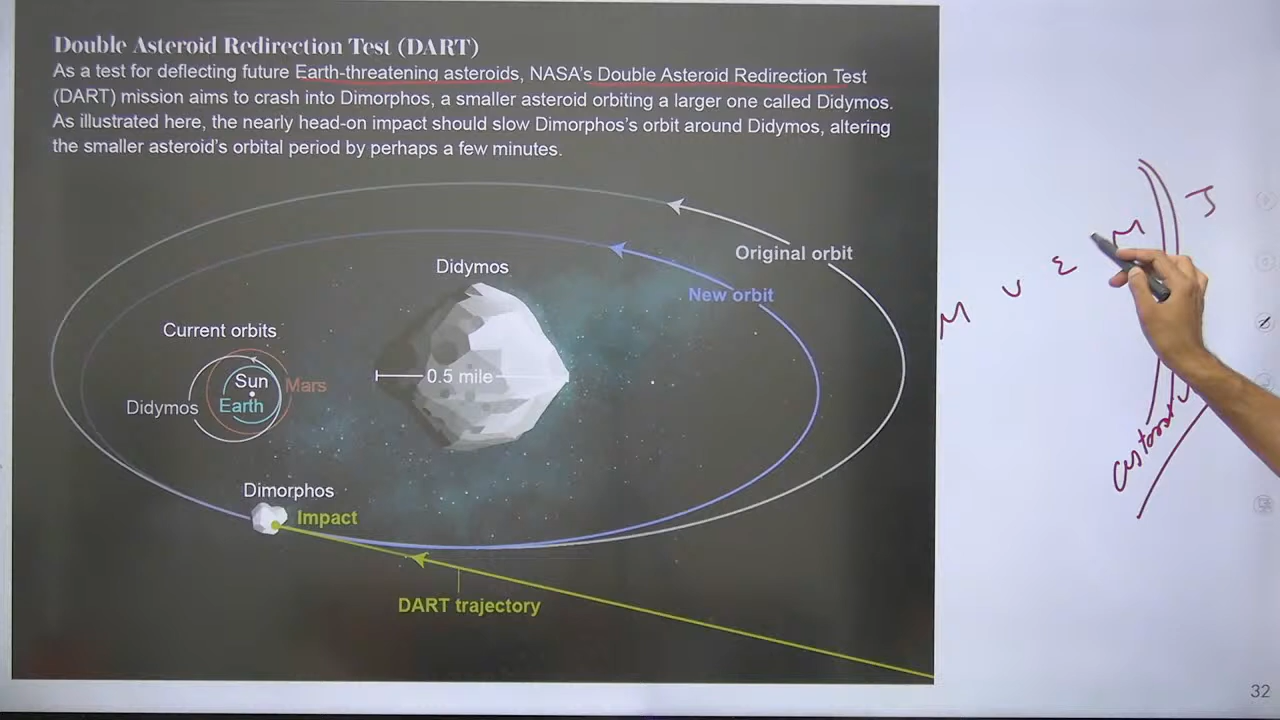 Double Asteroid Redirection Test (DART)
As a test for deflecting future Earth-threatening asteroids, NASA's Double Asteroid Redirection Test
(DART) mission aims to crash into Dimorphos, a smaller asteroid orbiting a larger one called Didymos.
As illustrated here, the nearly head-on impact should slow Dimorphos's orbit around Didymos, altering
the smaller asteroid's orbital period by perhaps a few minutes.
Original orbit
Didymos
New orbit
Current orbits
Sun
Mars
0.5 mile
Didymos
Earth
Dimorphos
Impact
DART trajectory
M V E M J
32